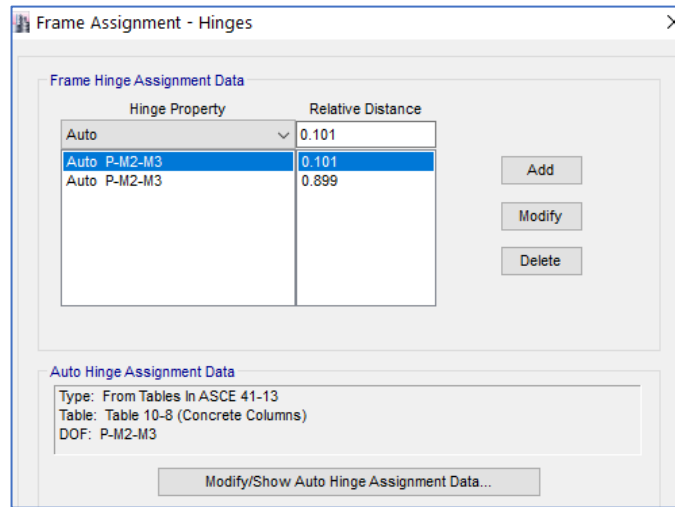 Frame Assignment - Hinges
Frame Hinge Assignment Data
Hinge Property Relative Distance
Auto 0.101
Auto P-M2-M3 0.101
Auto P-M2-M3 0.899
Add
Modify
Delete
Auto Hinge Assignment Data
Type: From Tables In ASCE 41-13
Table: Table 10-8 (Concrete Columns)
DOF: P-M2-M3
Modify/Show Auto Hinge Assignment Data...